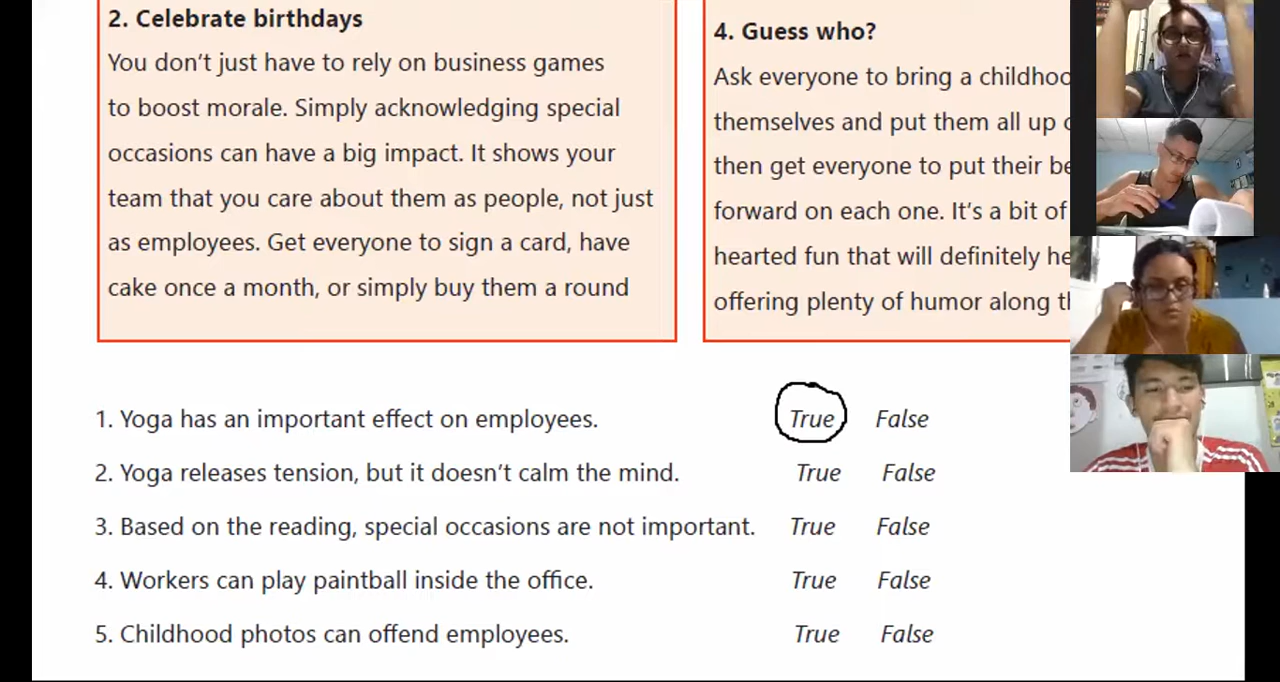 2. Celebrate birthdays
You don't just have to rely on business games
to boost morale. Simply acknowledging special
occasions can have a big impact. It shows your
team that you care about them as people, not just
as employees. Get everyone to sign a card, have
cake once a month, or simply buy them a round
4. Guess who?
Ask everyone to bring a
themselves and put them all up
then get everyone to put their
forward on each one. It's a bit of
hearted fun that will definitely
offering plenty of humor along
1. Yoga has an important effect on employees. True False
2. Yoga releases tension, but it doesn't calm the mind. True False
3. Based on the reading, special occasions are not important. True False
4. Workers can play paintball inside the office. True False
5. Childhood photos can offend employees. True False